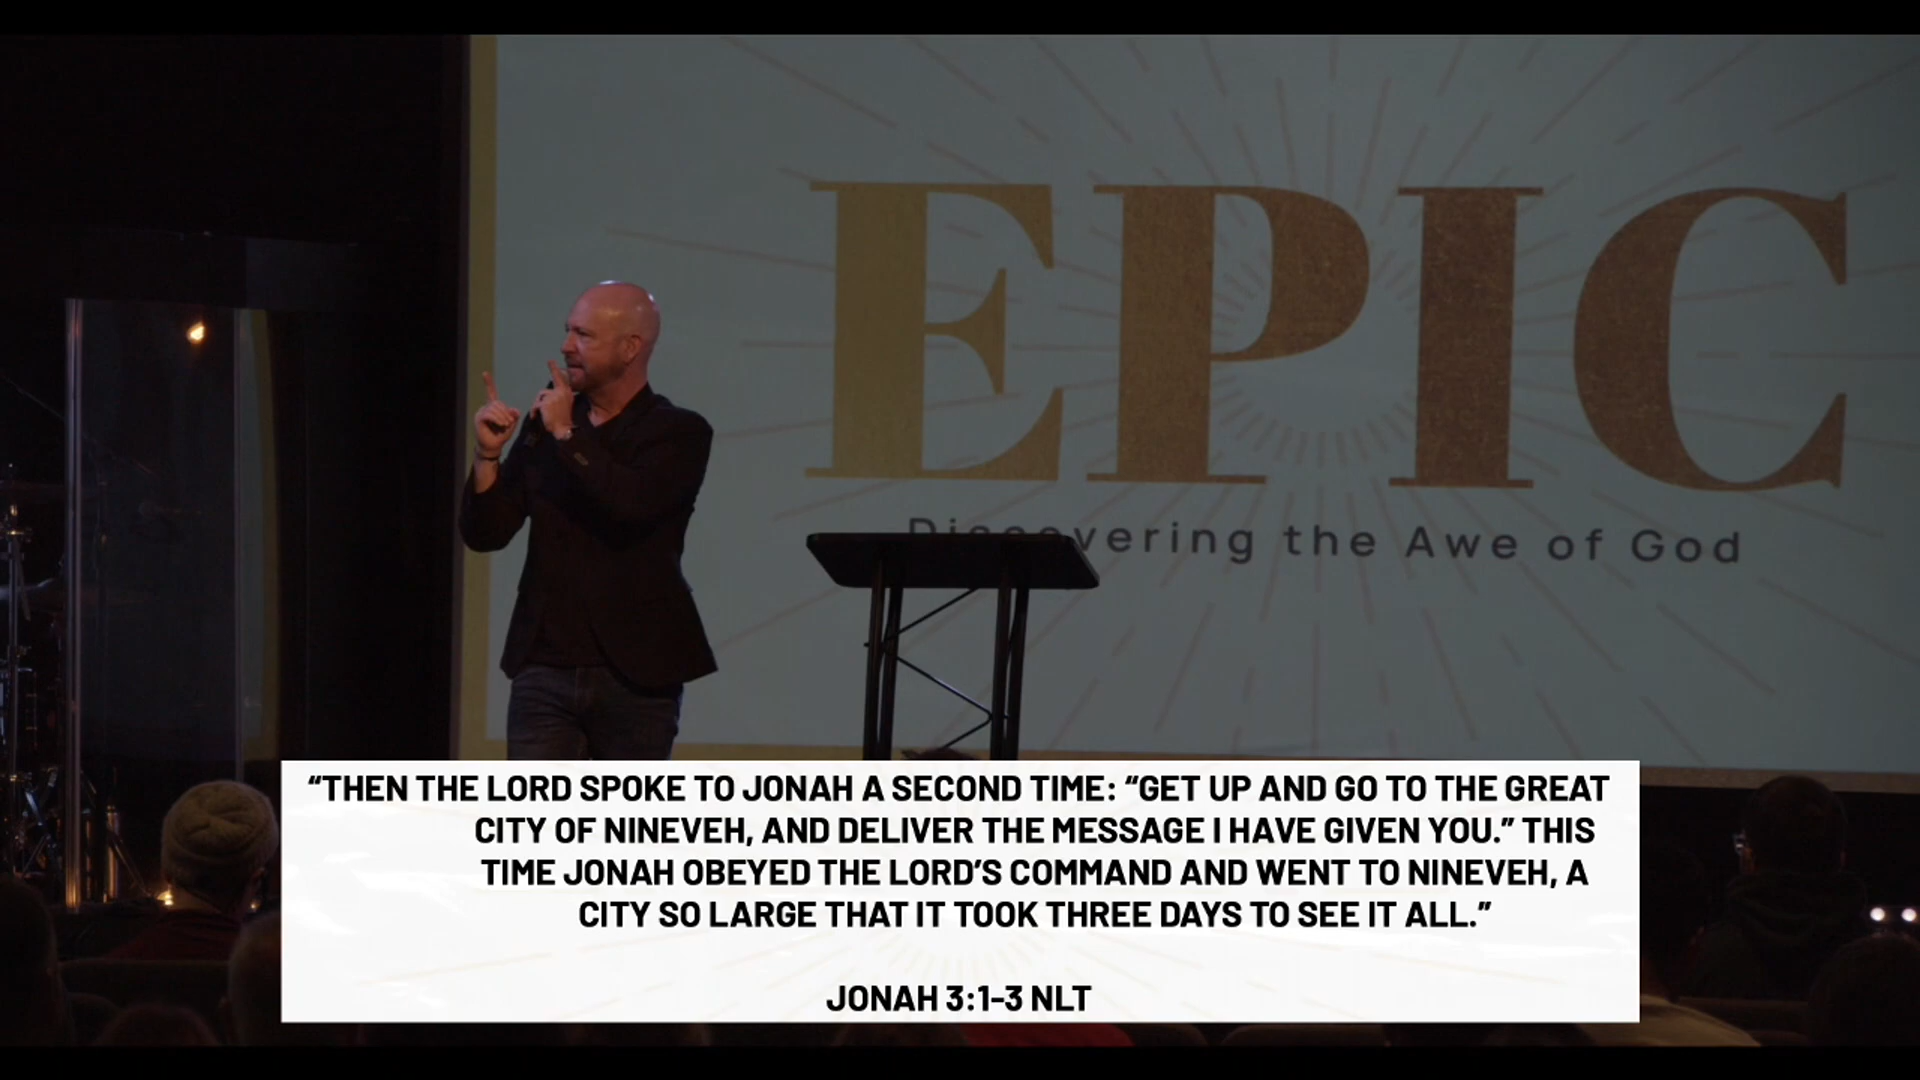 EPIC
Discovering the Awe of God
“THEN THE LORD SPOKE TO JONAH A SECOND TIME: “GET UP AND GO TO THE GREAT
CITY OF NINEVEH, AND DELIVER THE MESSAGE I HAVE GIVEN YOU.” THIS
TIME JONAH OBEYED THE LORD’S COMMAND AND WENT TO NINEVEH, A
CITY SO LARGE THAT IT TOOK THREE DAYS TO SEE IT ALL.”
JONAH 3:1-3 NLT